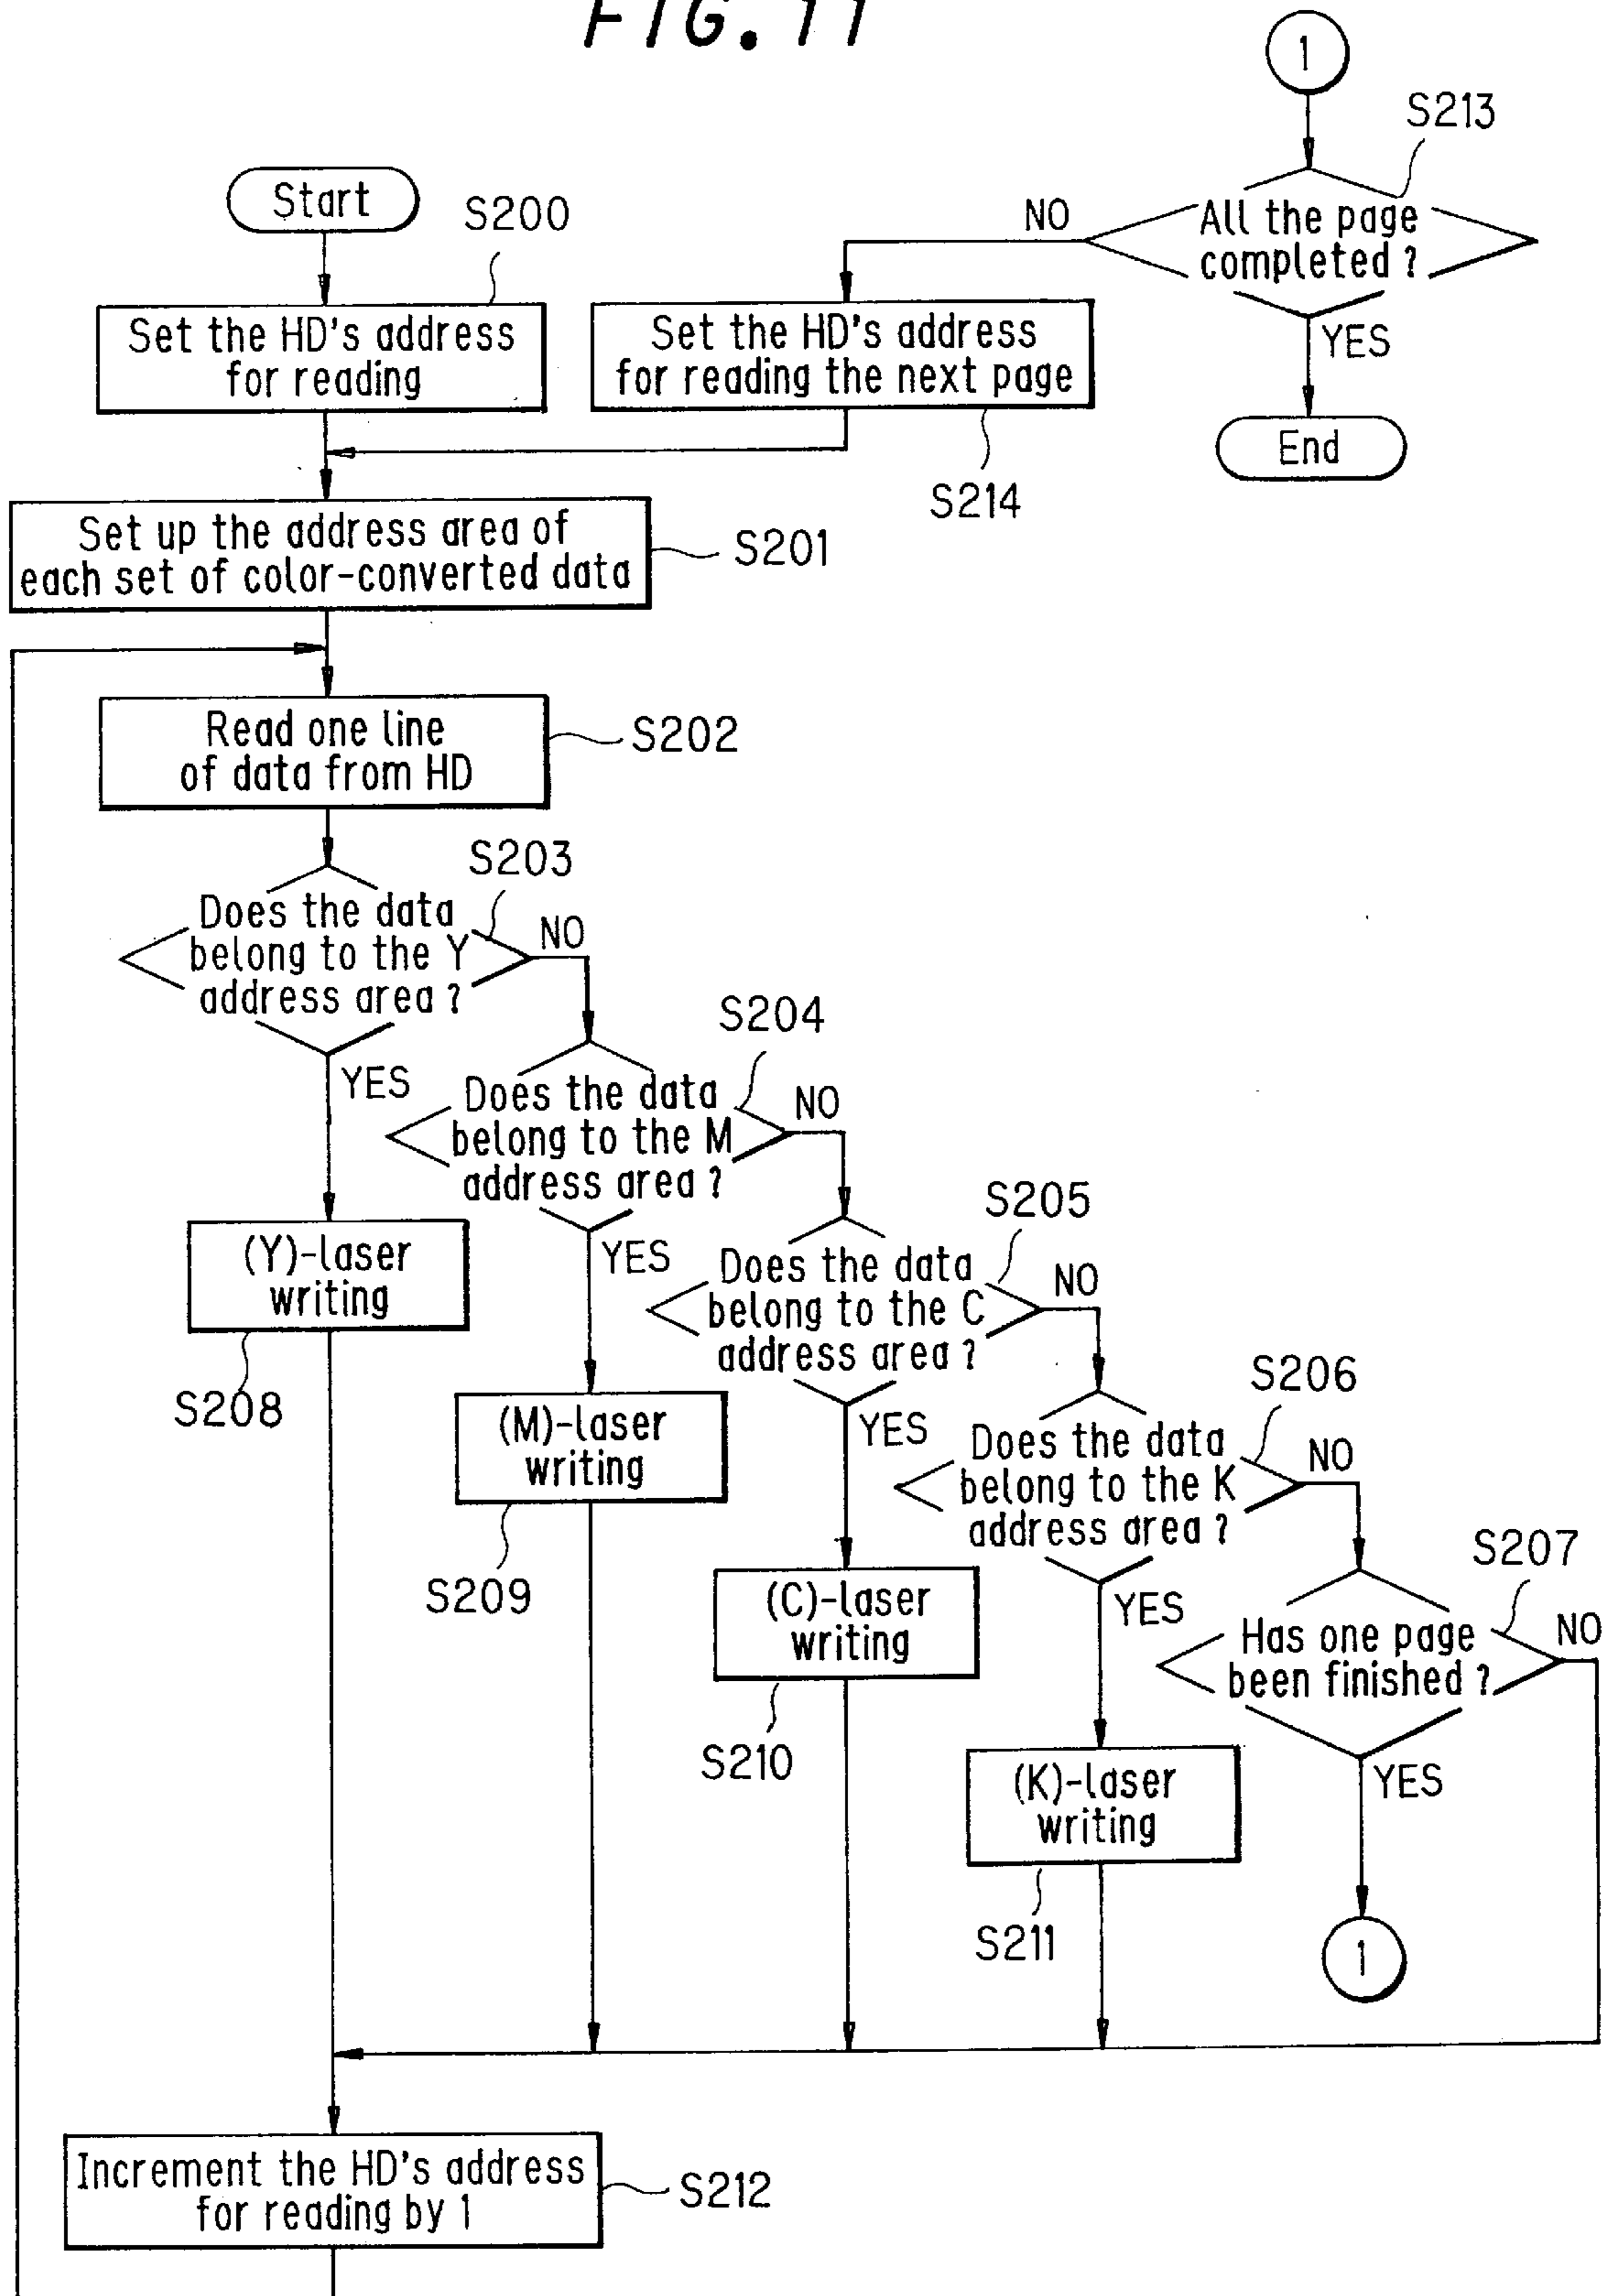 FIG. 11
1
S213
All the page
completed ?
NO
YES
End
Start
S200
Set the HD's address
for reading
Set the HD's address
for reading the next page
S214
Set up the address area of
each set of color-converted data
S201
Read one line
of data from HD
S202
S203
Does the data
belong to the Y
address area ?
NO
YES
S204
Does the data
belong to the M
address area ?
NO
YES
S205
Does the data
belong to the C
address area ?
NO
YES
S206
Does the data
belong to the K
address area ?
NO
YES
S207
Has one page
been finished ?
NO
YES
1
(Y)-laser
writing
S208
(M)-laser
writing
S209
(C)-laser
writing
S210
(K)-laser
writing
S211
Increment the HD's address
for reading by 1
S212